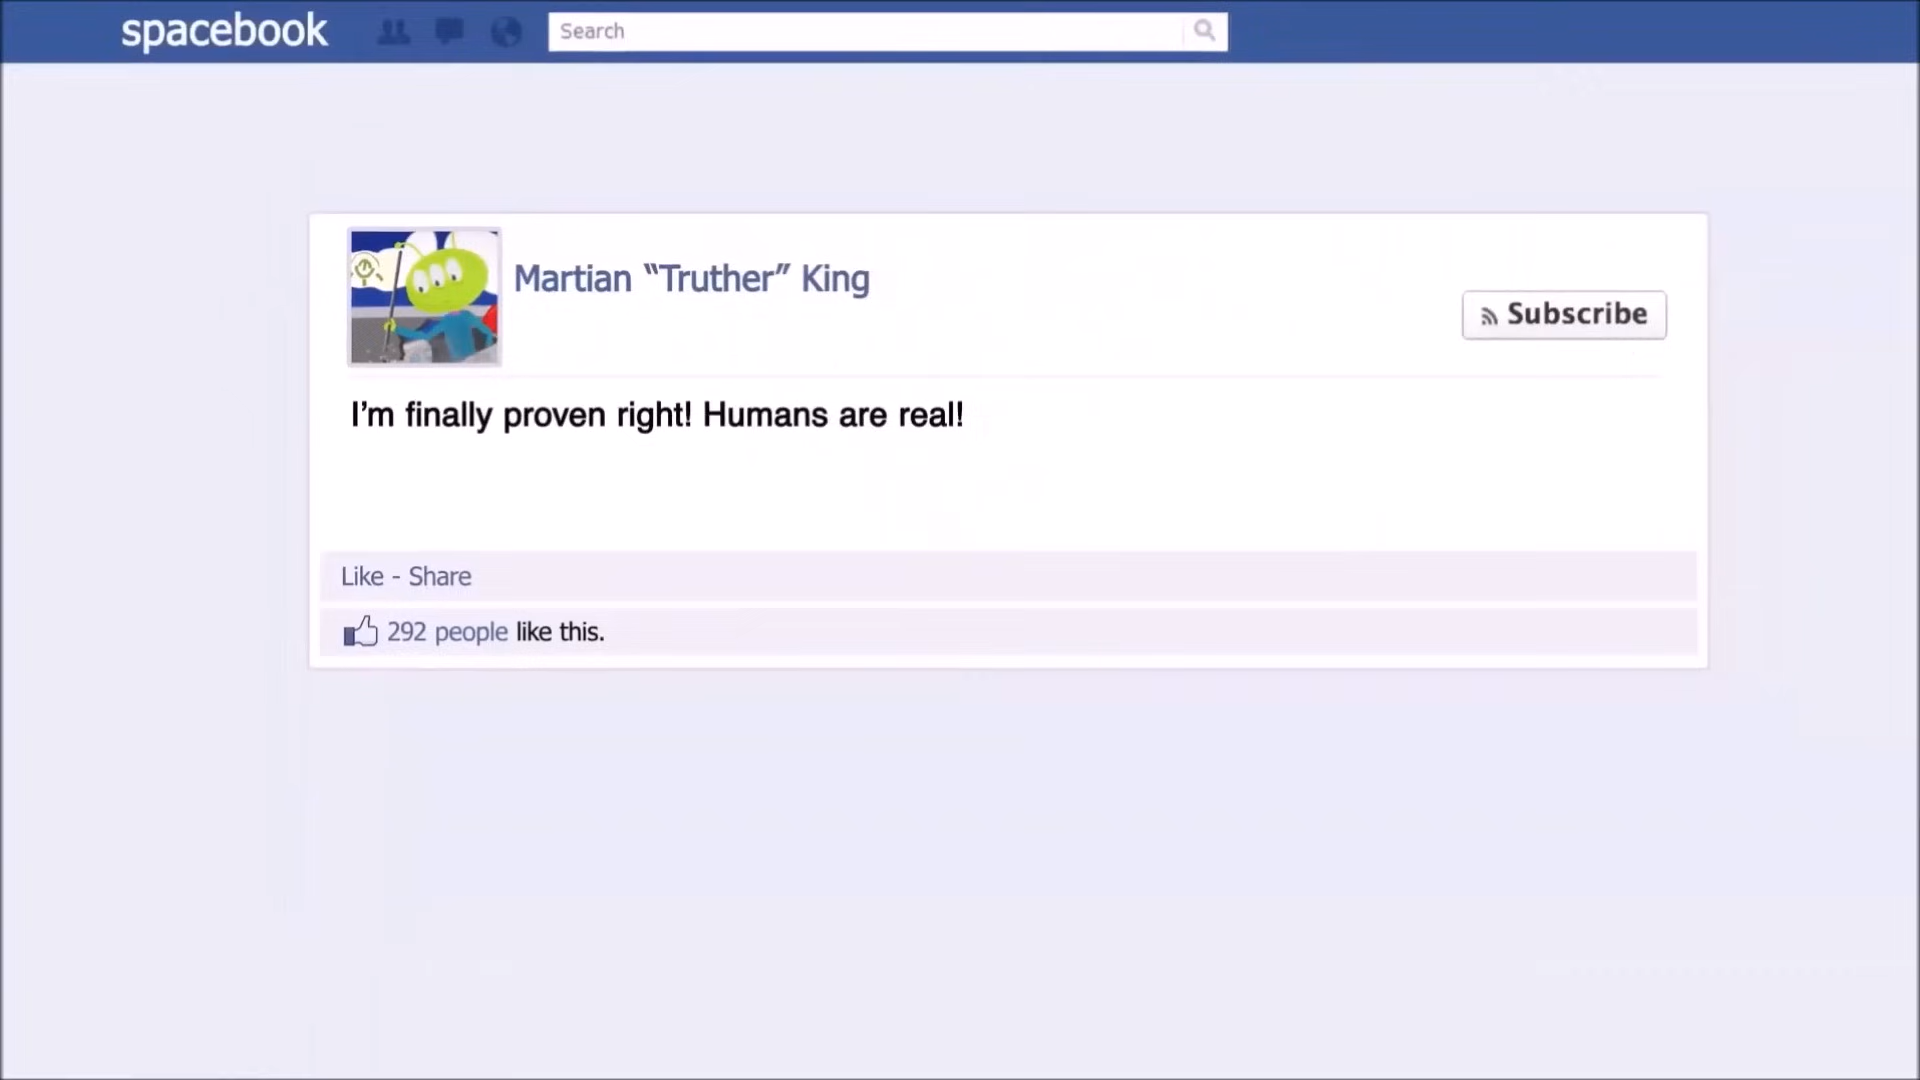 spacebook
Search
Martian “Truther” King
Subscribe
I’m finally proven right! Humans are real!
Like - Share
292 people like this.